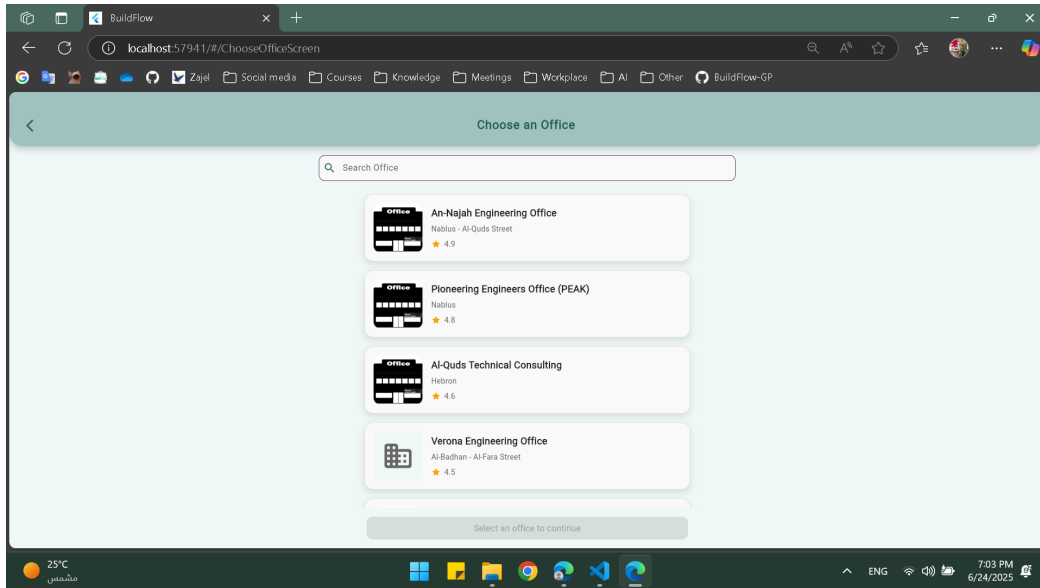 BuildFlow
localhost:57941/#/ChooseOfficeScreen
Zajel Social media Courses Knowledge Meetings Workplace AI Other BuildFlow-GP
Choose an Office
Search Office
Office
An-Najah Engineering Office
Nablus - Al-Quds Street
4.9
Office
Pioneering Engineers Office (PEAK)
Nablus
4.8
Office
Al-Quds Technical Consulting
Hebron
4.6
Verona Engineering Office
Al-Badhan - Al-Fara Street
4.5
Select an office to continue
25°C
مشمس
ENG
7:03 PM
6/24/2025